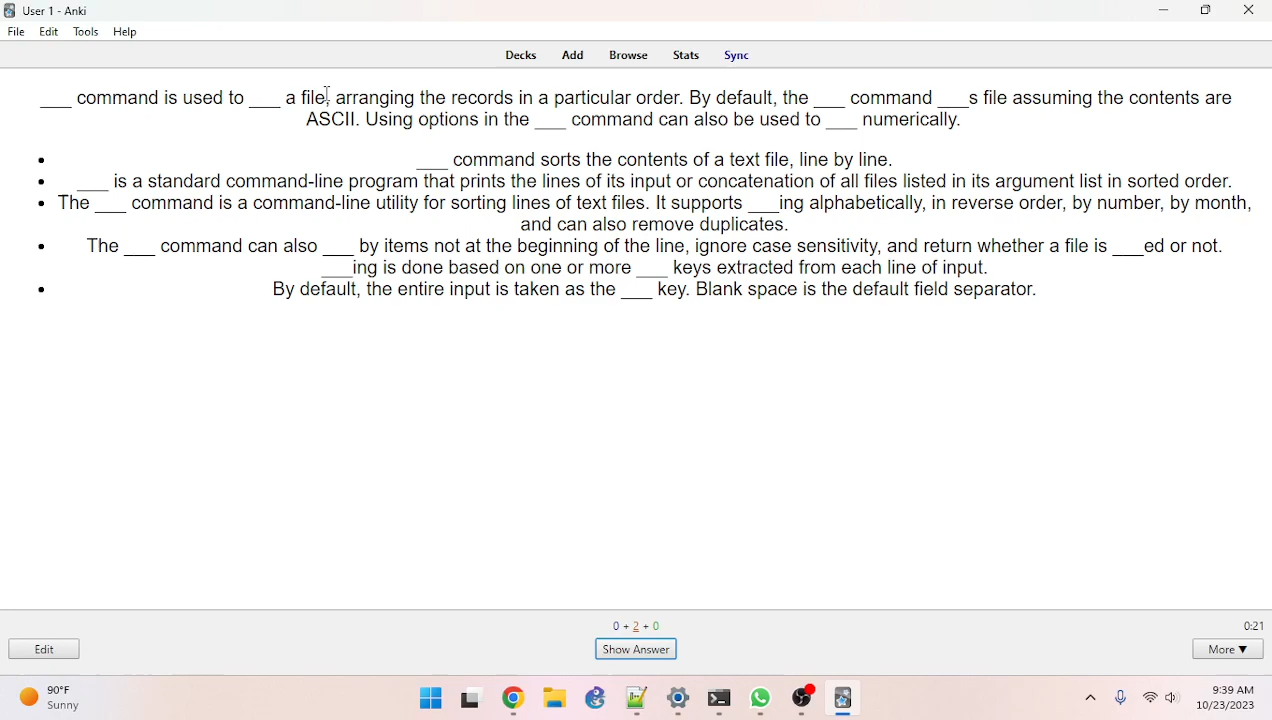 User 1 - Anki
File Edit Tools Help
Decks Add Browse Stats Sync
___ command is used to ___ a file, arranging the records in a particular order. By default, the ___ command ___s file assuming the contents are
ASCII. Using options in the ___ command can also be used to ___ numerically.
• ___ command sorts the contents of a text file, line by line.
• ___ is a standard command-line program that prints the lines of its input or concatenation of all files listed in its argument list in sorted order.
• The ___ command is a command-line utility for sorting lines of text files. It supports ___ing alphabetically, in reverse order, by number, by month,
and can also remove duplicates.
• The ___ command can also ___ by items not at the beginning of the line, ignore case sensitivity, and return whether a file is ___ed or not.
___ing is done based on one or more ___ keys extracted from each line of input.
• By default, the entire input is taken as the ___ key. Blank space is the default field separator.
0 + 2 + 0
0:21
Edit Show Answer More ▼
90°F
Sunny
9:39 AM
10/23/2023